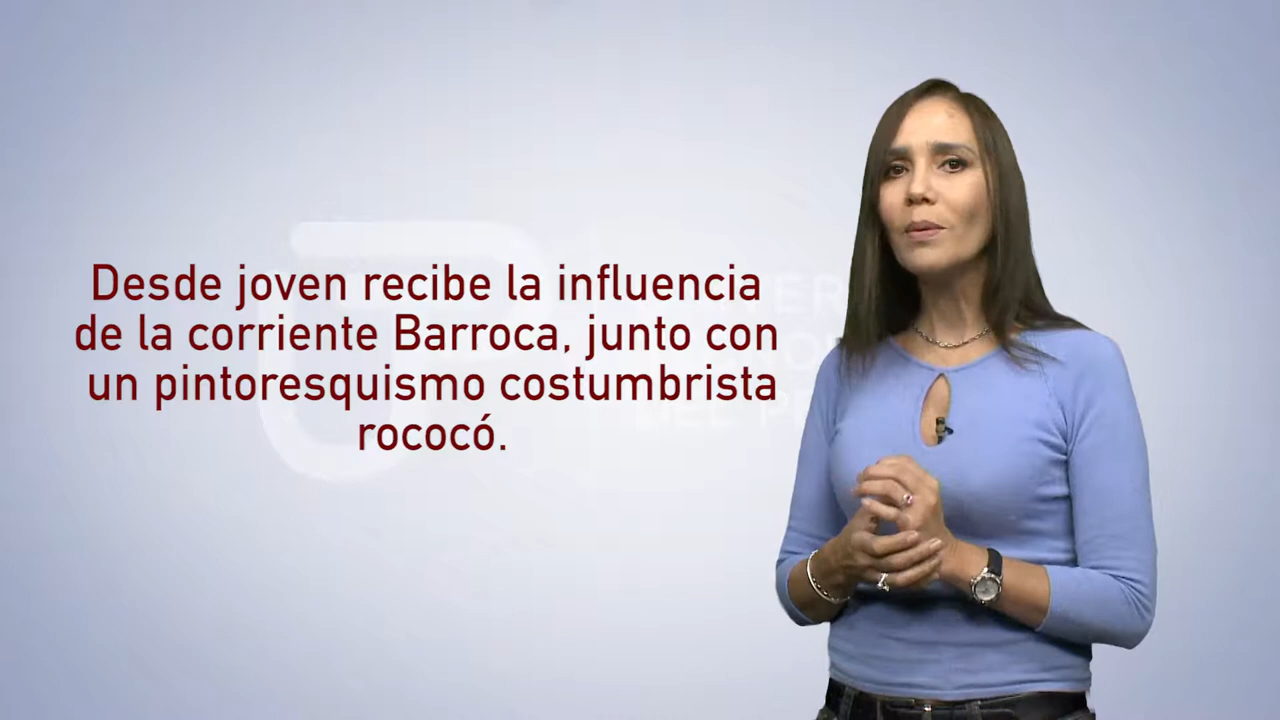 Desde joven recibe la influencia
de la corriente Barroca, junto con
un pintoresquismo costumbrista
rococó.